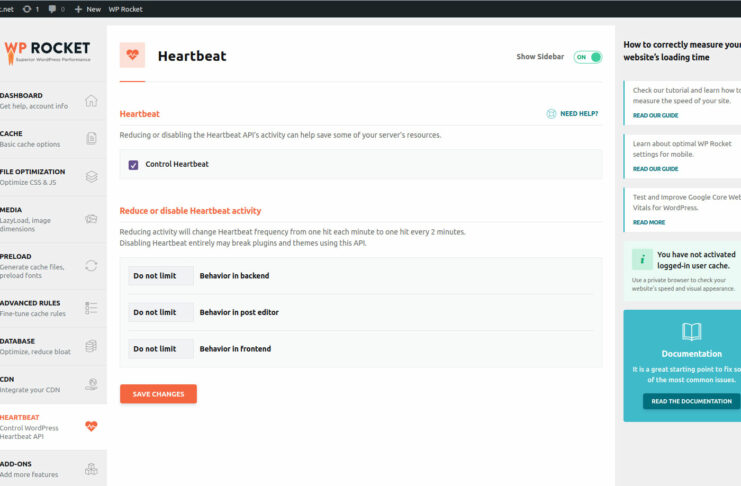 .net 1 0 New WP Rocket
WP ROCKET
Superior WordPress Performance
DASHBOARD
Get help, account info
CACHE
Basic cache options
FILE OPTIMIZATION
Optimize CSS & JS
MEDIA
LazyLoad, image
dimensions
PRELOAD
Generate cache files,
preload fonts
ADVANCED RULES
Fine-tune cache rules
DATABASE
Optimize, reduce bloat
CDN
Integrate your CDN
HEARTBEAT
Control WordPress
Heartbeat API
ADD-ONS
Add more features
Heartbeat
Show Sidebar ON
Heartbeat
NEED HELP?
Reducing or disabling the Heartbeat API's activity can help save some of your server's resources.
Control Heartbeat
Reduce or disable Heartbeat activity
Reducing activity will change Heartbeat frequency from one hit each minute to one hit every 2 minutes.
Disabling Heartbeat entirely may break plugins and themes using this API.
Do not limit Behavior in backend
Do not limit Behavior in post editor
Do not limit Behavior in frontend
SAVE CHANGES
How to correctly measure your
website's loading time
Check our tutorial and learn how to
measure the speed of your site.
READ OUR GUIDE
Learn about optimal WP Rocket
settings for mobile.
READ OUR GUIDE
Test and Improve Google Core Web
Vitals for WordPress.
READ MORE
i
You have not activated
logged-in user cache.
Use a private browser to check your
website's speed and visual appearance.
Documentation
It is a great starting point to fix so
of the most common issues.
READ THE DOCUMENTATION